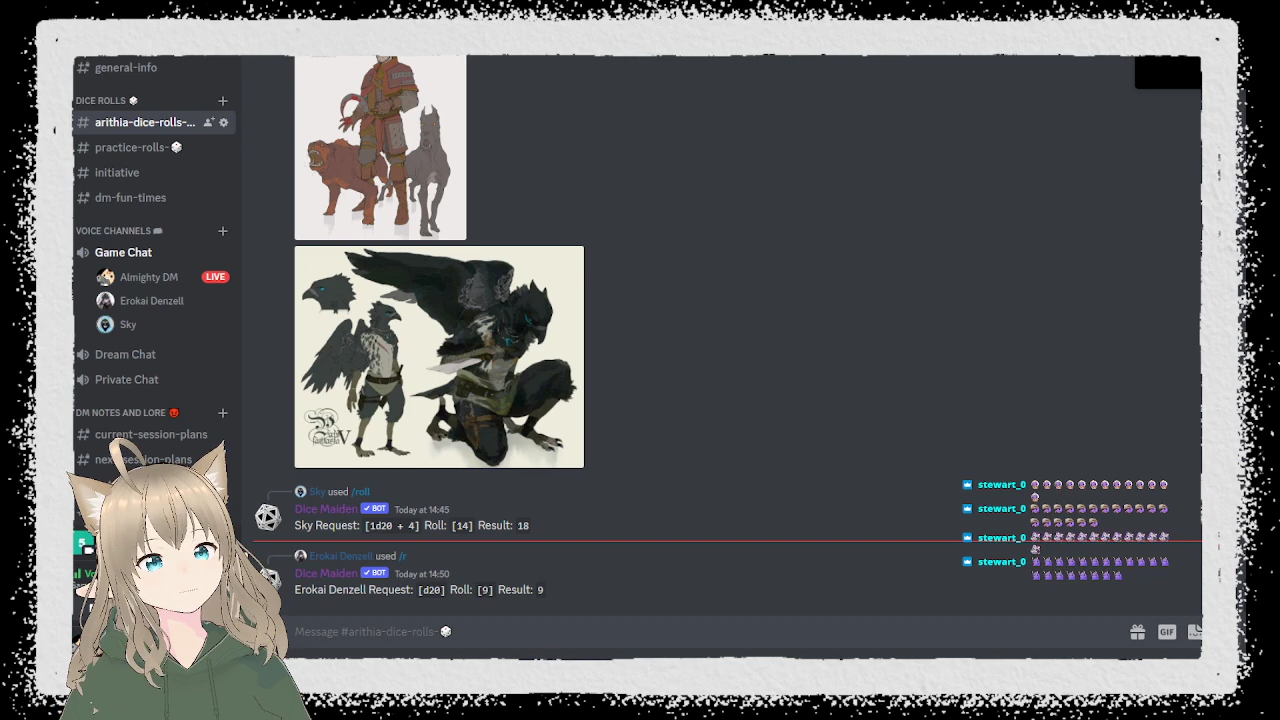 general-info
DICE ROLLS
arithia-dice-rolls-...
practice-rolls-
initiative
dm-fun-times
VOICE CHANNELS
Game Chat
Almighty DM LIVE
Erokai Denzell
Sky
Dream Chat
Private Chat
DM NOTES AND LORE
current-session-plans
next-session-plans
Sky used /roll
Dice Maiden ✓ BOT Today at 14:45
Sky Request: [1d20 + 4] Roll: [14] Result: 18
Erokai Denzell used /r
Dice Maiden ✓ BOT Today at 14:50
Erokai Denzell Request: [d20] Roll: [9] Result: 9
Message #arithia-dice-rolls-
GIF
stewart_0
stewart_0
stewart_0
stewart_0